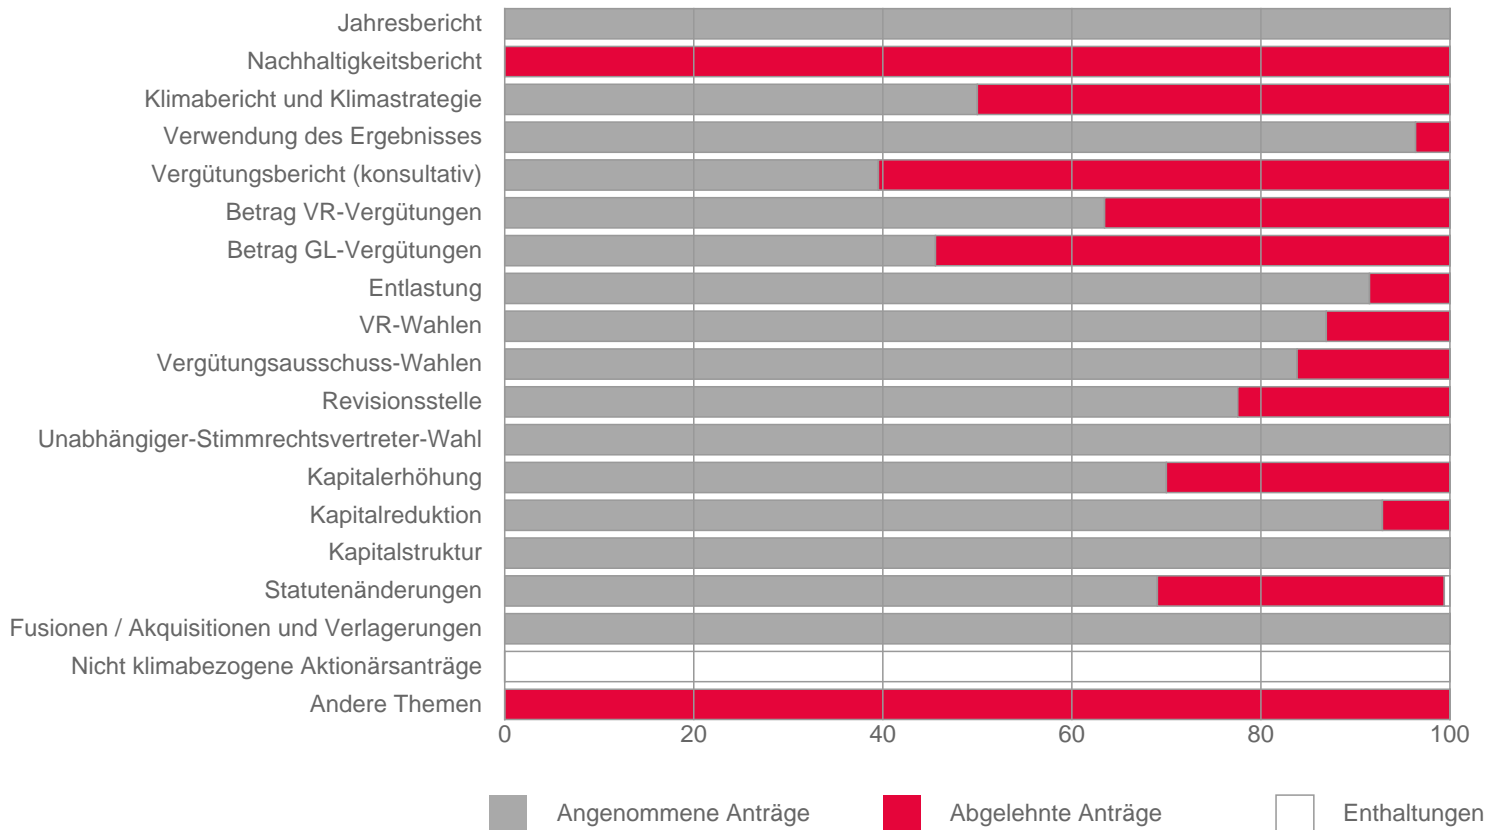 Jahresbericht
Nachhaltigkeitsbericht
Klimabericht und Klimastrategie
Verwendung des Ergebnisses
Vergütungsbericht (konsultativ)
Betrag VR-Vergütungen
Betrag GL-Vergütungen
Entlastung
VR-Wahlen
Vergütungsausschuss-Wahlen
Revisionsstelle
Unabhängiger-Stimmrechtsvertreter-Wahl
Kapitalerhöhung
Kapitalreduktion
Kapitalstruktur
Statutenänderungen
Fusionen / Akquisitionen und Verlagerungen
Nicht klimabezogene Aktionärsanträge
Andere Themen
0 20 40 60 80 100
Angenommene Anträge Abgelehnte Anträge Enthaltungen